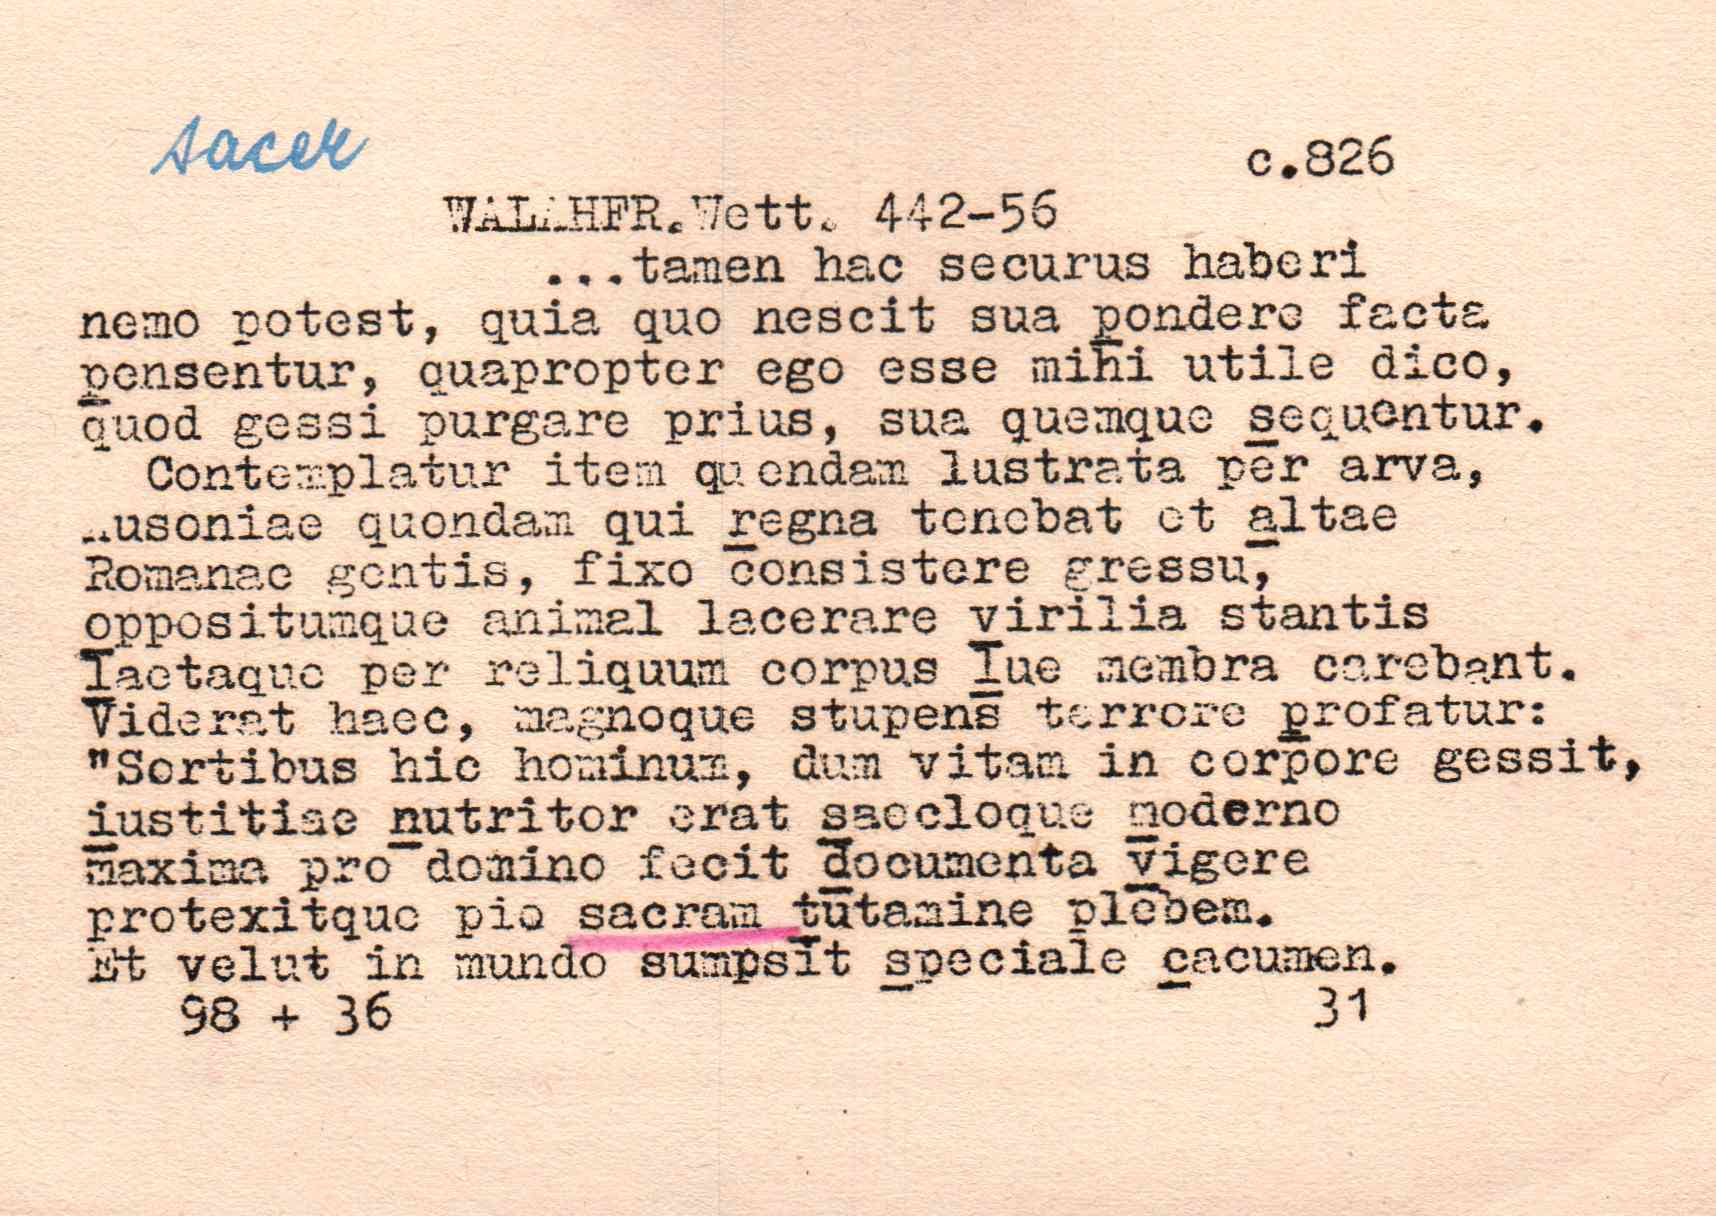 sacer
c.826
WALAHFR.Wett. 442-56
...tamen hac securus haberi
nemo potest, quia quo nescit sua pondere facta
pensentur, quapropter ego esse mihi utile dico,
quod gessi purgare prius, sua quemque sequentur.
Contemplatur item quendam lustrata per arva,
Ausoniae quondam qui regna tenebat et altae
Romanae gentis, fixo consistere gressu,
oppositumque animal lacerare virilia stantis
laetaque per reliquum corpus lue membra carebant.
Viderat haec, magnoque stupens terrore profatur:
"Sortibus hic hominum, dum vitam in corpore gessit,
iustitiae nutritor erat saecloque moderno
maxima pro domino fecit documenta vigere
protexitque pio sacram tutamine plebem.
Et velut in mundo sumpsit speciale cacumen.
98 + 36
31